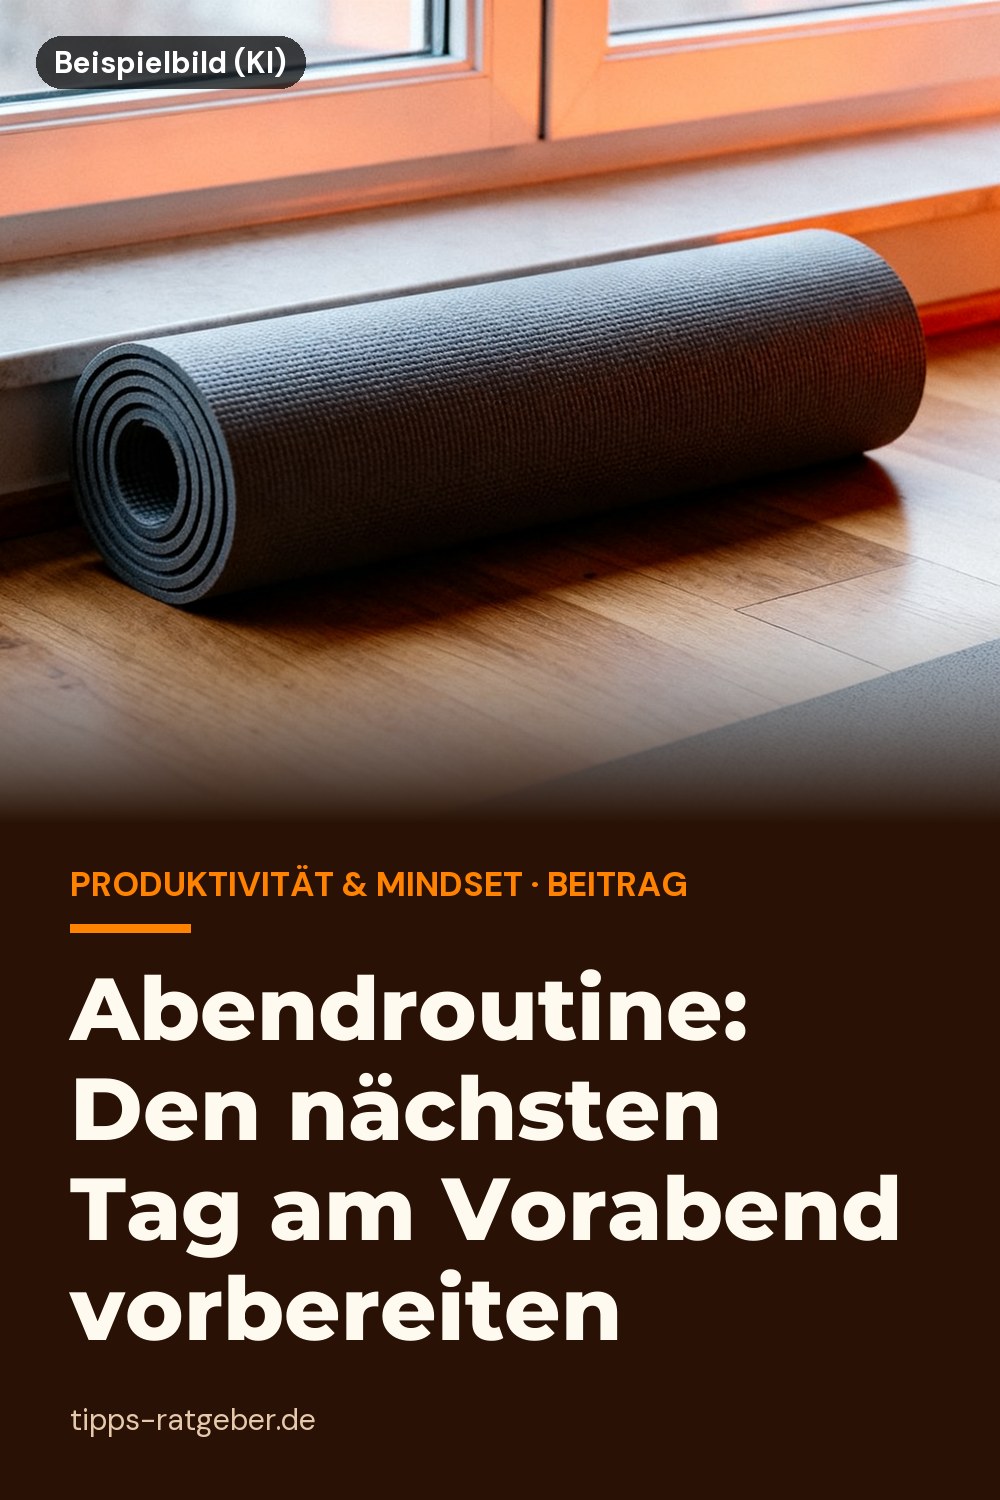 Beispielbild (KI)
PRODUKTIVITÄT & MINDSET · BEITRAG
Abendroutine:
Den nächsten
Tag am Vorabend
vorbereiten
tipps-ratgeber.de